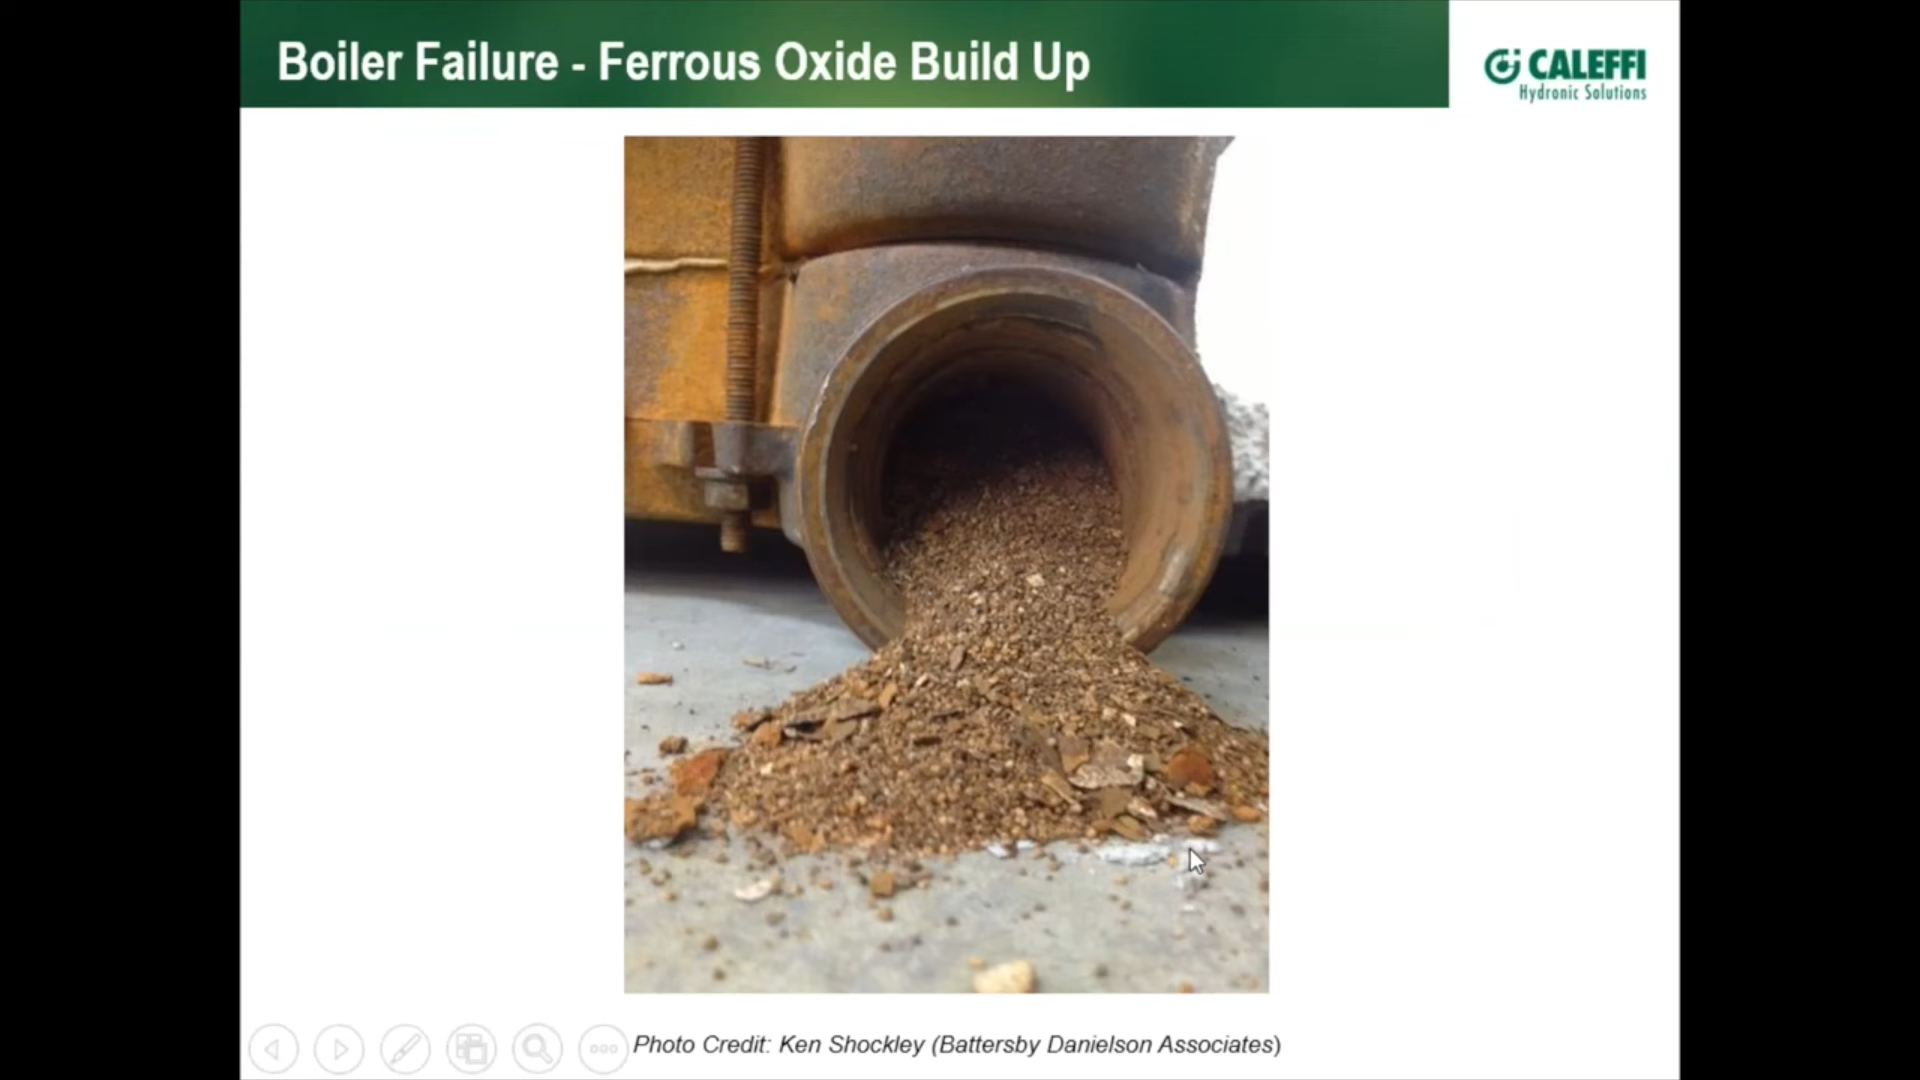 Boiler Failure - Ferrous Oxide Build Up
CALEFFI
Hydronic Solutions
Photo Credit: Ken Shockley (Battersby Danielson Associates)